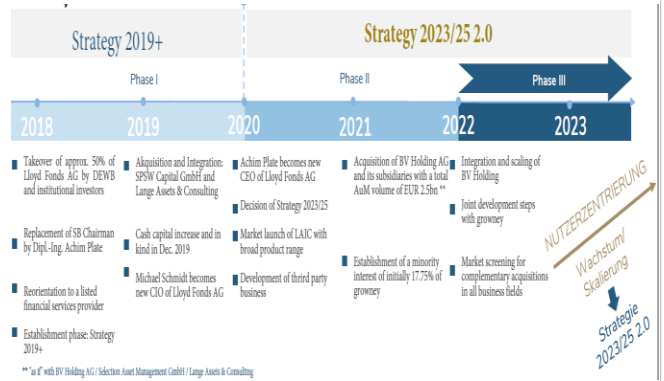 Strategy 2019+
Strategy 2023/25 2.0
Phase I
Phase II
Phase III
2018
2019
2020
2021
2022
2023
Takeover of approx. 50% of
Lloyd Fonds AG by DEWB
and institutional investors
Replacement of SB Chairman
by Dipl.-Ing. Achim Plate
Reorientation to a listed
financial services provider
Establishment phase: Strategy
2019+
Akquisition and Integration:
SPSW Capital GmbH and
Lange Assets & Consulting
Cash capital increase and in
kind in Dec. 2019
Michael Schmidt becomes
new CIO of Lloyd Fonds AG
Achim Plate becomes new
CEO of Lloyd Fonds AG
Decision of Strategy 2023/25
Market launch of LAIC with
broad product range
Development of thrird party
business
Acquisition of BV Holding AG
and its subsidiaries with a total
AuM volume of EUR 2.5bn **
Establishment of a minority
interest of initially 17.75% of
growney
Integration and scaling of
BV Holding
Joint development steps
with growney
Market screening for
complementary acquisitions
in all business fields
NUTZERZENTRIERUNG
Wachstum/
Skalierung
Strategie
2023/25 2.0
** "as if" with BV Holding AG / Selection Asset Management GmbH / Lange Assets & Consulting